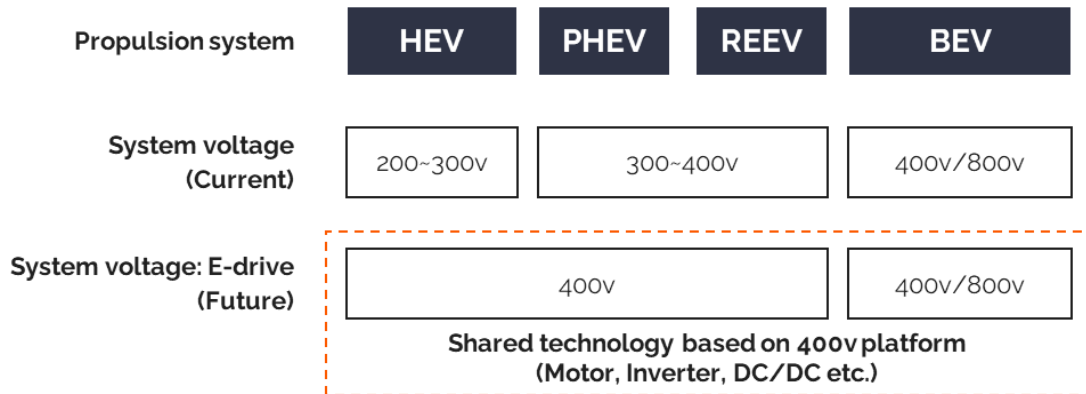 Propulsion system
HEV
PHEV
REEV
BEV
System voltage
(Current)
200~300v
300~400v
400v/800v
System voltage: E-drive
(Future)
400v
400v/800v
Shared technology based on 400v platform
(Motor, Inverter, DC/DC etc.)